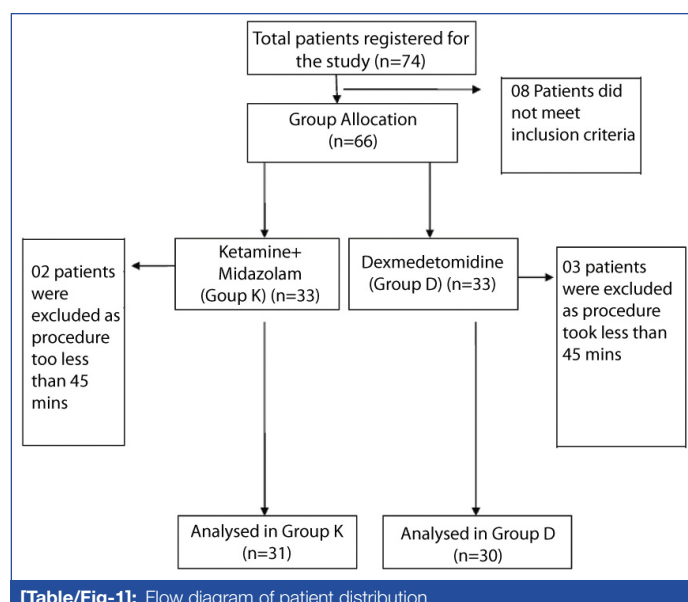 Total patients registered for
the study (n=74)
08 Patients did
not meet
inclusion criteria
Group Allocation
(n=66)
02 patients
were
excluded as
procedure
too less
than 45
mins
Ketamine+
Midazolam
(Goup K) (n=33)
Dexmedetomidine
(Group D) (n=33)
03 patients
were excluded
as procedure
took less than
45 mins
Analysed in Group K
(n=31)
Analysed in Group D
(n=30)
[Table/Fig-1]: Flow diagram of patient distribution